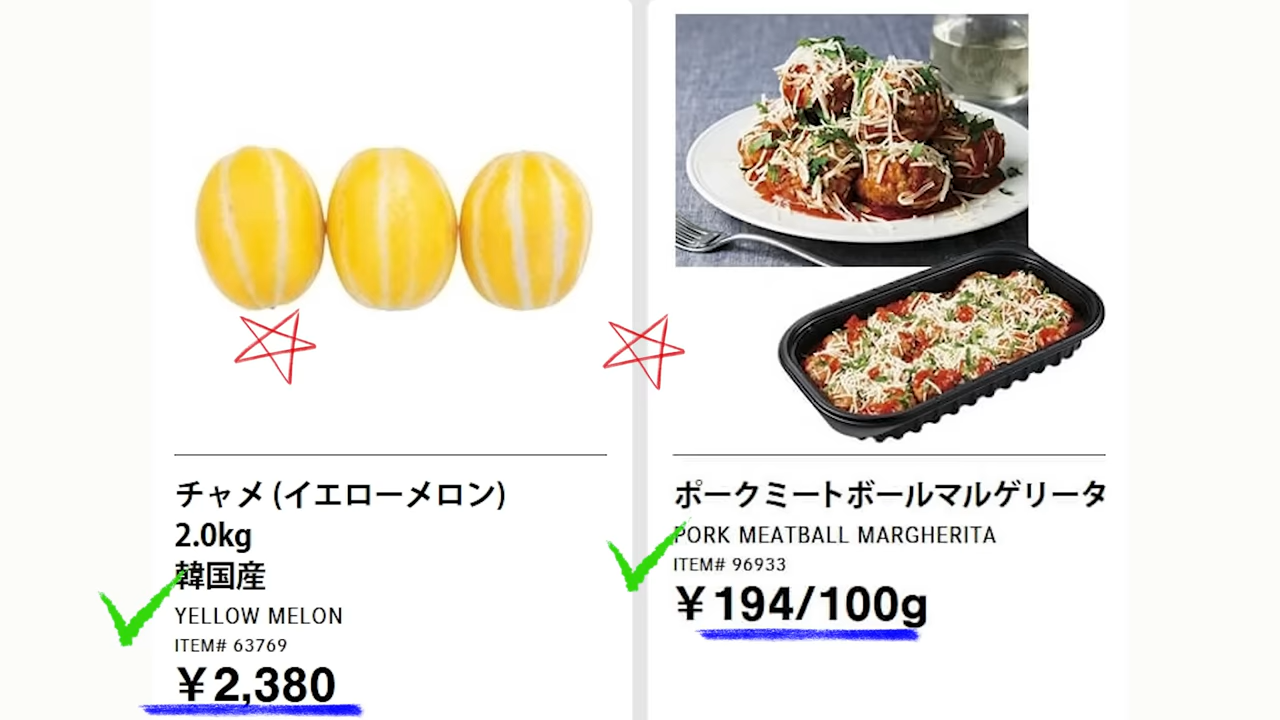 チャメ (イエローメロン)
2.0kg
韓国産
YELLOW MELON
ITEM# 63769
¥2,380
ポークミートボールマルゲリータ
PORK MEATBALL MARGHERITA
ITEM# 96933
¥194/100g